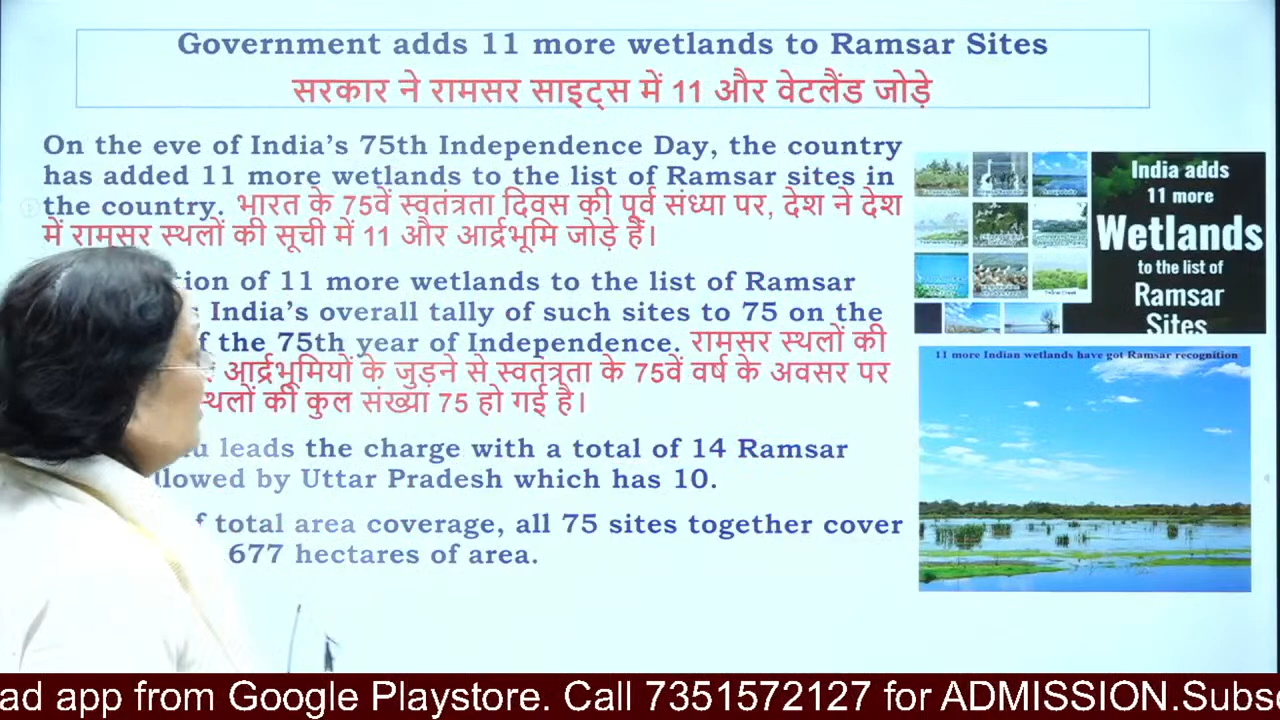 Government adds 11 more wetlands to Ramsar Sites
सरकार ने रामसर साइट्स में 11 और वेटलैंड जोड़े
On the eve of India's 75th Independence Day, the country
has added 11 more wetlands to the list of Ramsar sites in
the country. भारत के 75वें स्वतंत्रता दिवस की पूर्व संध्या पर, देश ने देश
में रामसर स्थलों की सूची में 11 और आर्द्रभूमि जोड़े हैं।
of 11 more wetlands to the list of Ramsar
India's overall tally of such sites to 75 on the
the 75th year of Independence. रामसर स्थलों की
आर्द्रभूमियों के जुड़ने से स्वतंत्रता के 75वें वर्ष के अवसर पर
की कुल संख्या 75 हो गई है।
leads the charge with a total of 14 Ramsar
by Uttar Pradesh which has 10.
total area coverage, all 75 sites together cover
677 hectares of area.
India adds
11 more
Wetlands
to the list of
Ramsar
Sites
11 more Indian wetlands have got Ramsar recognition
ad app from Google Playstore. Call 7351572127 for ADMISSION.Subsc